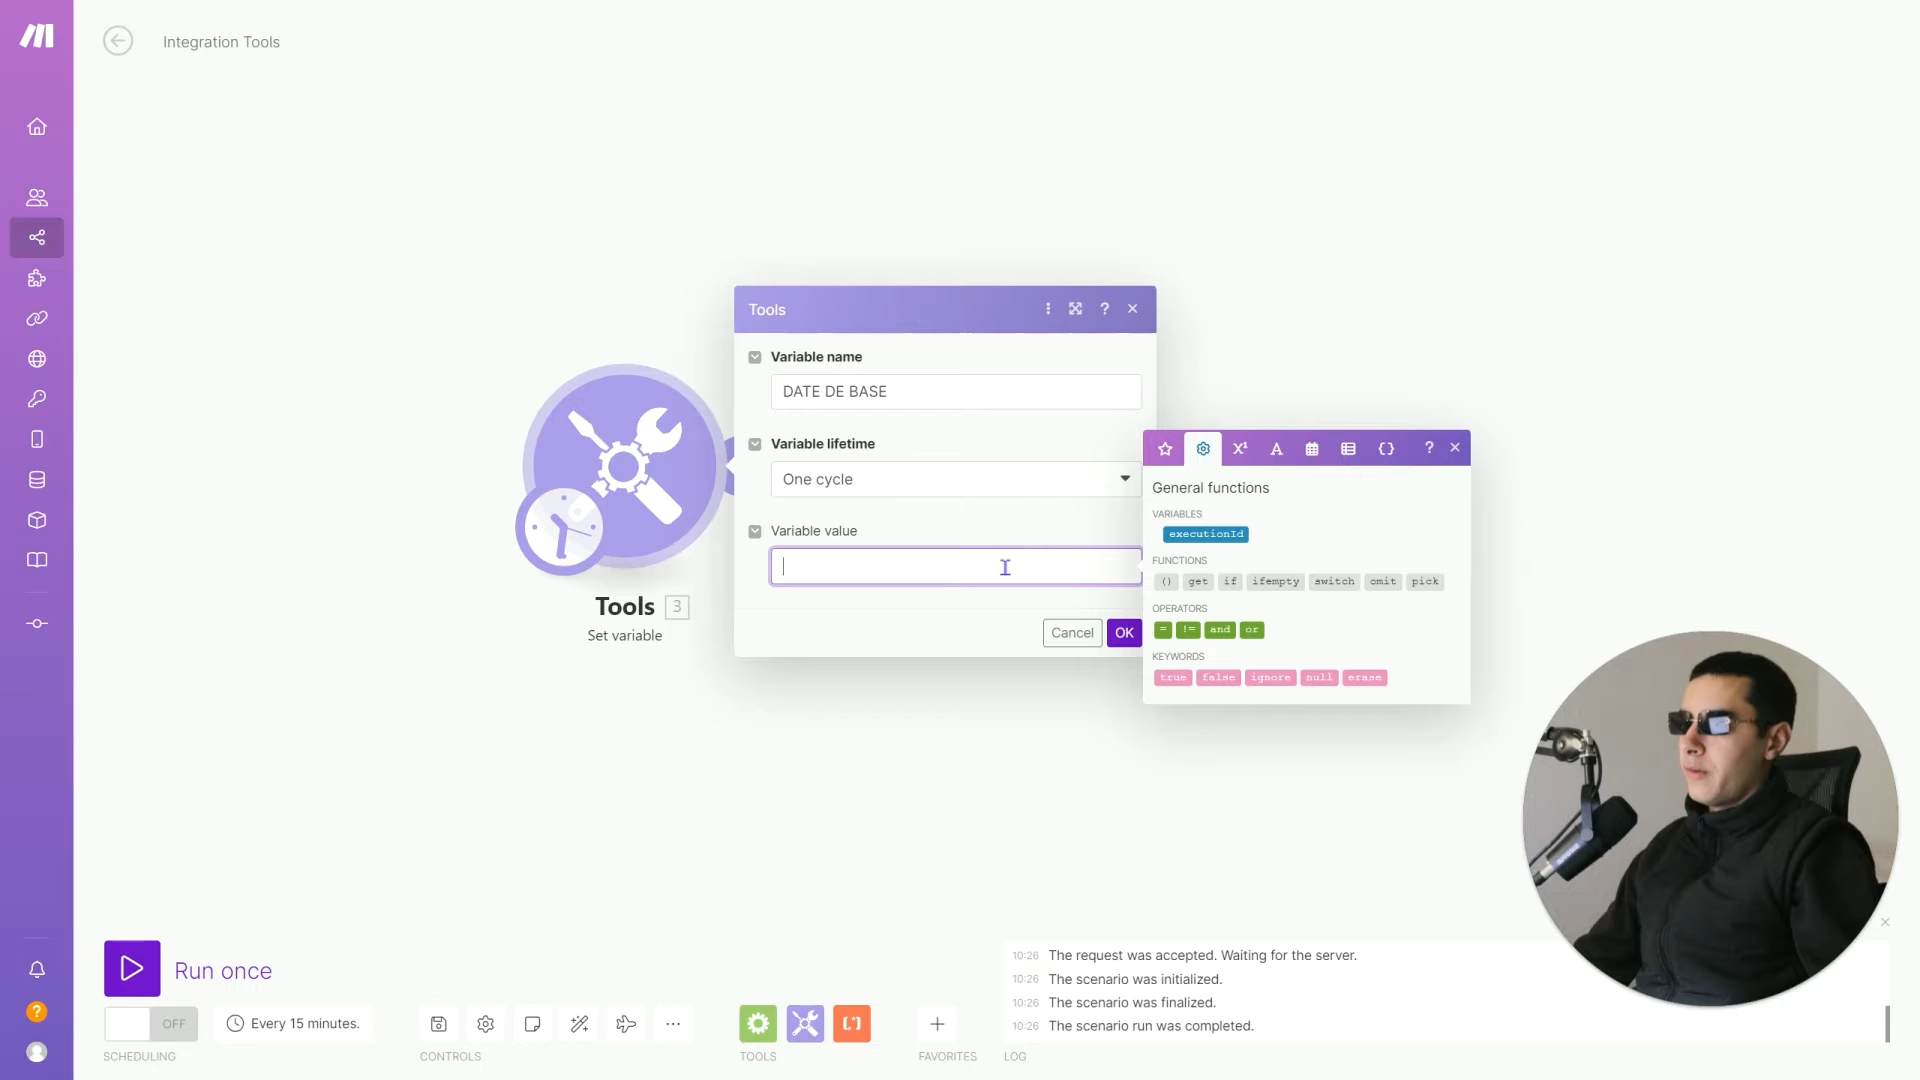 Integration Tools
Tools
Variable name
DATE DE BASE
Variable lifetime
One cycle
Variable value
Cancel
OK
Tools 3
Set variable
General functions
VARIABLES
executionId
FUNCTIONS
() get if ifempty switch omit pick
OPERATORS
= != and or
KEYWORDS
true false ignore null erase
Run once
OFF
Every 15 minutes.
SCHEDULING
CONTROLS
TOOLS
FAVORITES
LOG
10:26 The request was accepted. Waiting for the server.
10:26 The scenario was initialized.
10:26 The scenario was finalized.
10:26 The scenario run was completed.